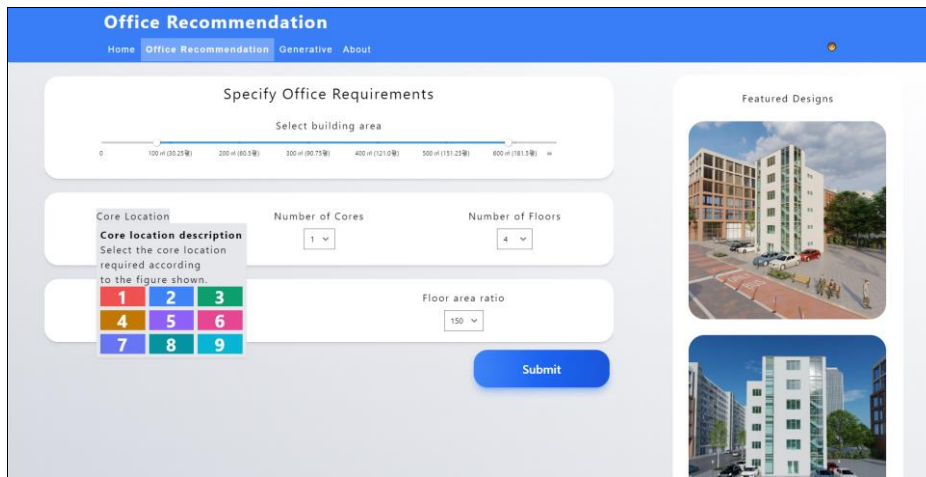 Office Recommendation
Home Office Recommendation Generative About
Specify Office Requirements
Select building area
0 100 ㎡ (30.25평) 200 ㎡ (60.5평) 300 ㎡ (90.75평) 400 ㎡ (121.0평) 500 ㎡ (151.25평) 600 ㎡ (181.5평) ∞
Core Location
Number of Cores
Number of Floors
1
4
Core location description
Select the core location
required according
to the figure shown.
1 2 3
4 5 6
7 8 9
Floor area ratio
150
Submit
Featured Designs